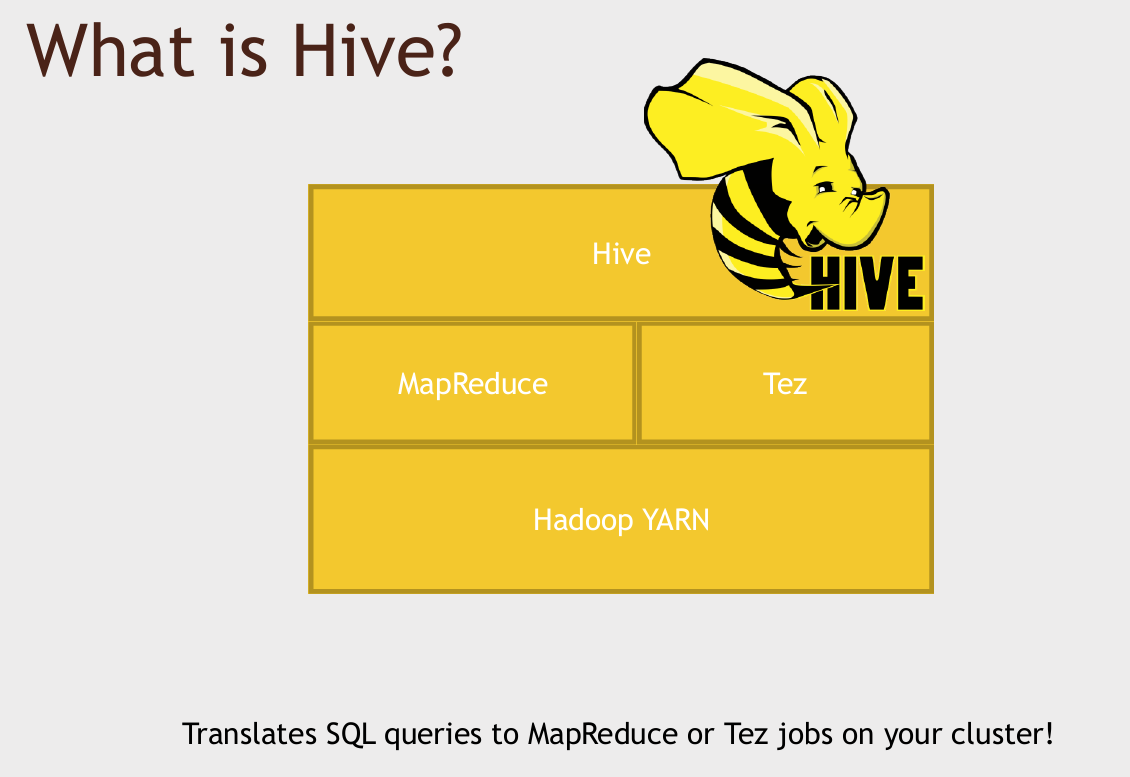 What is Hive?
Hive
HIVE
MapReduce
Tez
Hadoop YARN
Translates SQL queries to MapReduce or Tez jobs on your cluster!